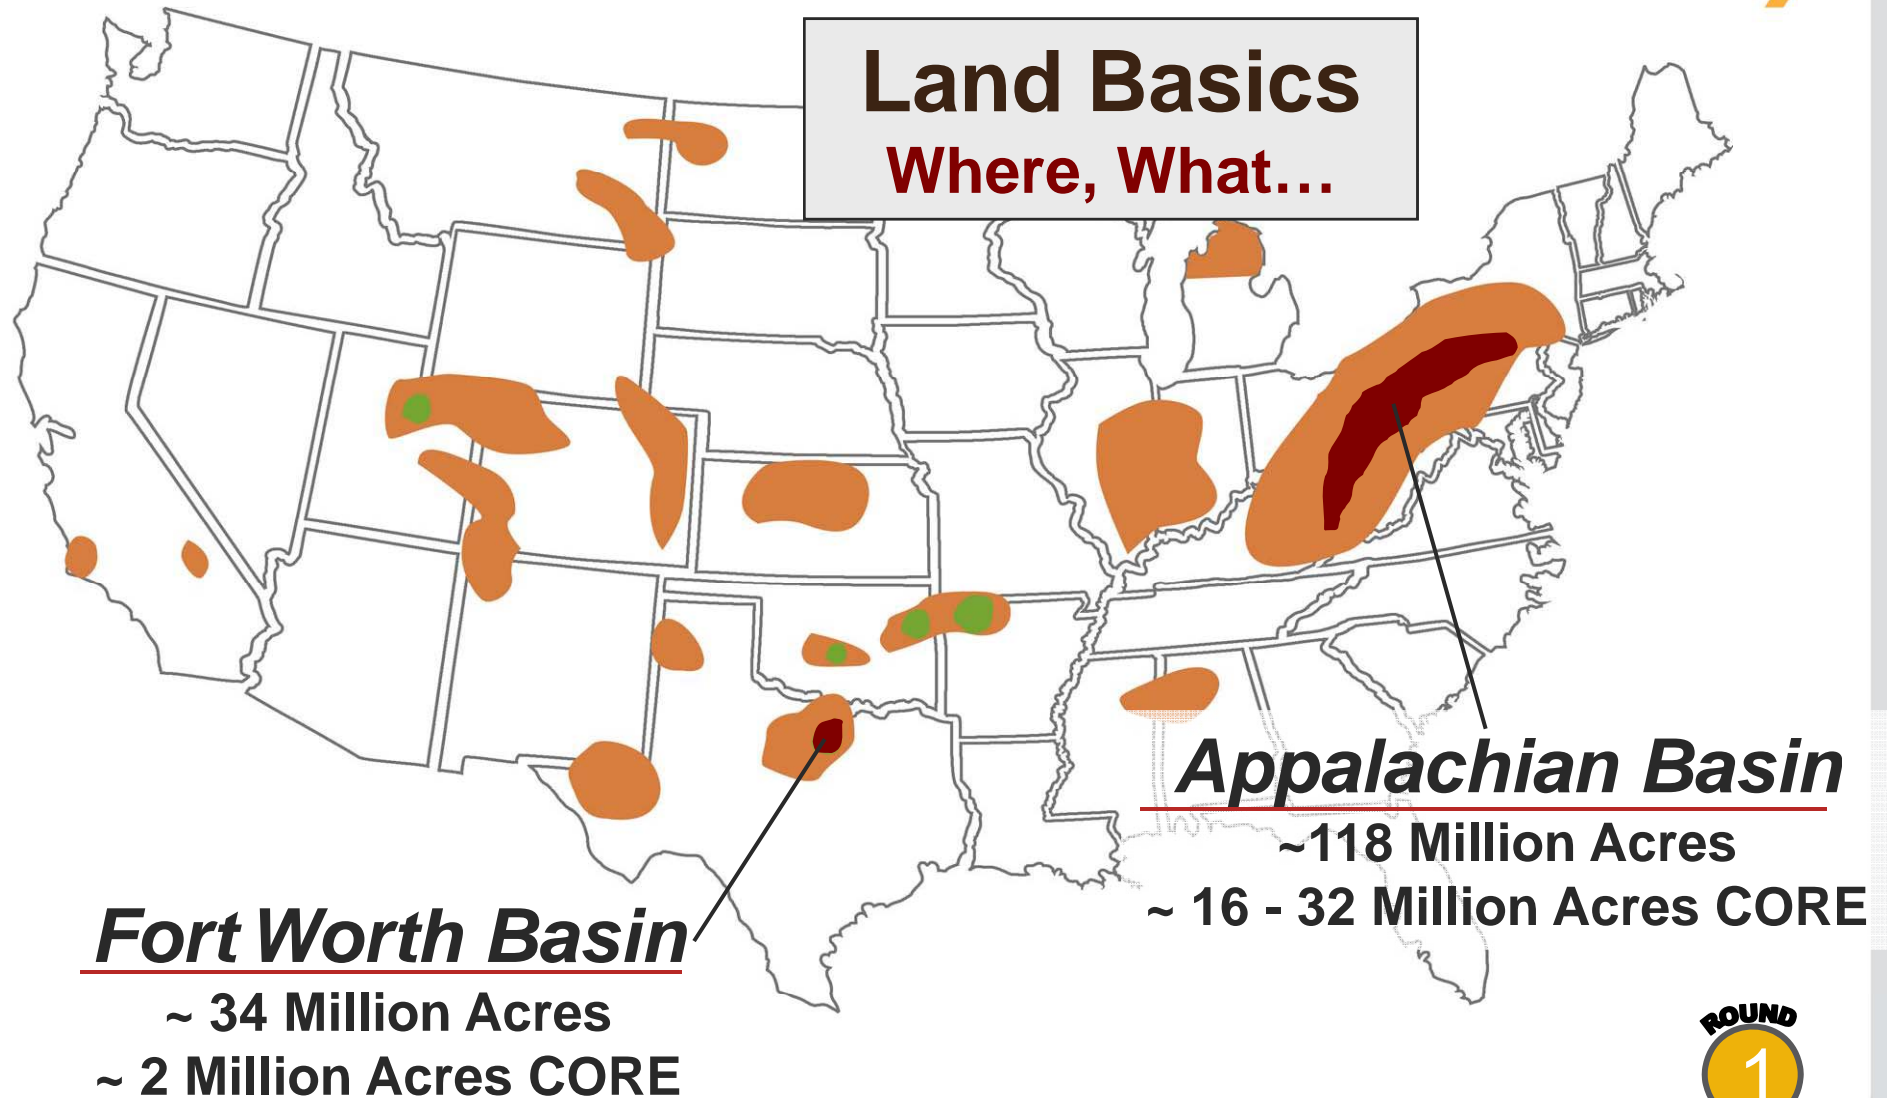 Land Basics
Where, What…
Appalachian Basin
~118 Million Acres
~ 16 - 32 Million Acres CORE
Fort Worth Basin
~ 34 Million Acres
~ 2 Million Acres CORE
ROUND
1